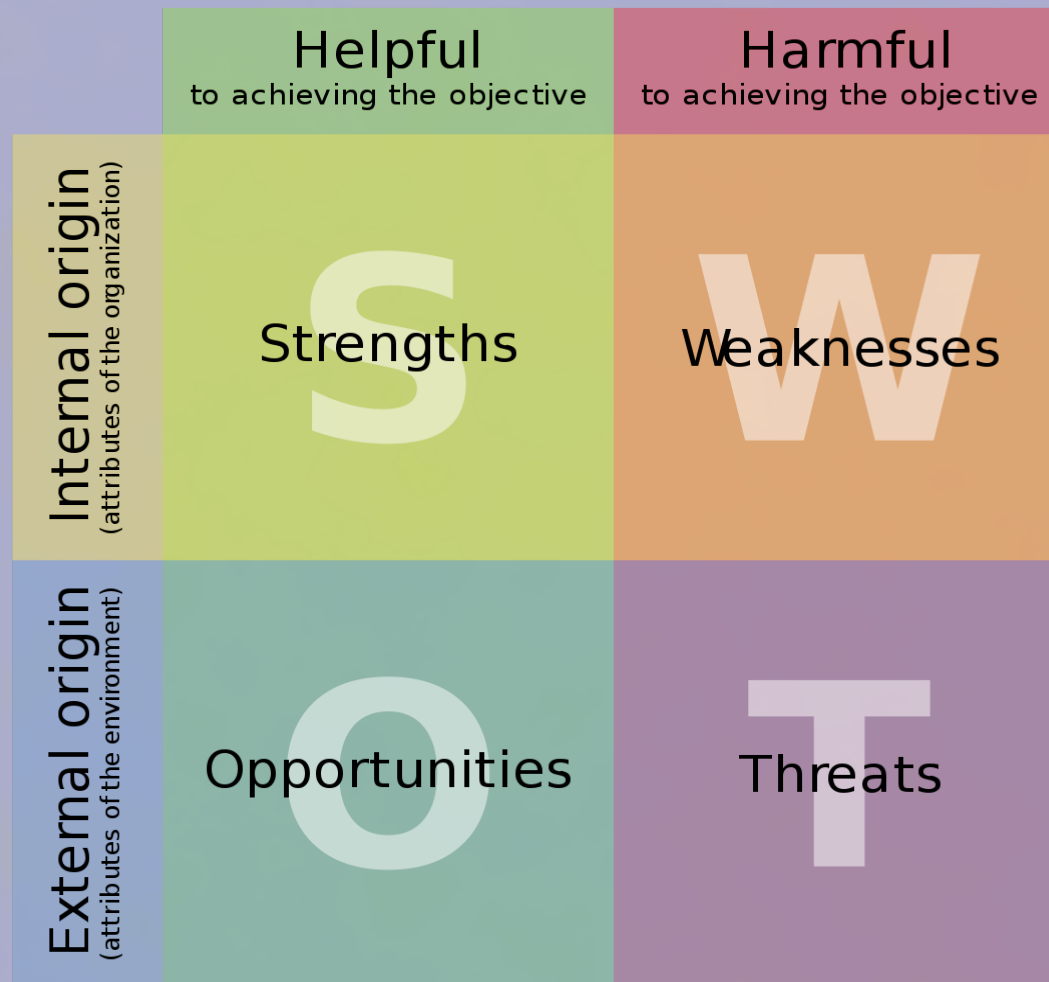 Helpful
to achieving the objective
Harmful
to achieving the objective
Internal origin
(attributes of the organization)
S
Strengths
W
Weaknesses
External origin
(attributes of the environment)
O
Opportunities
T
Threats